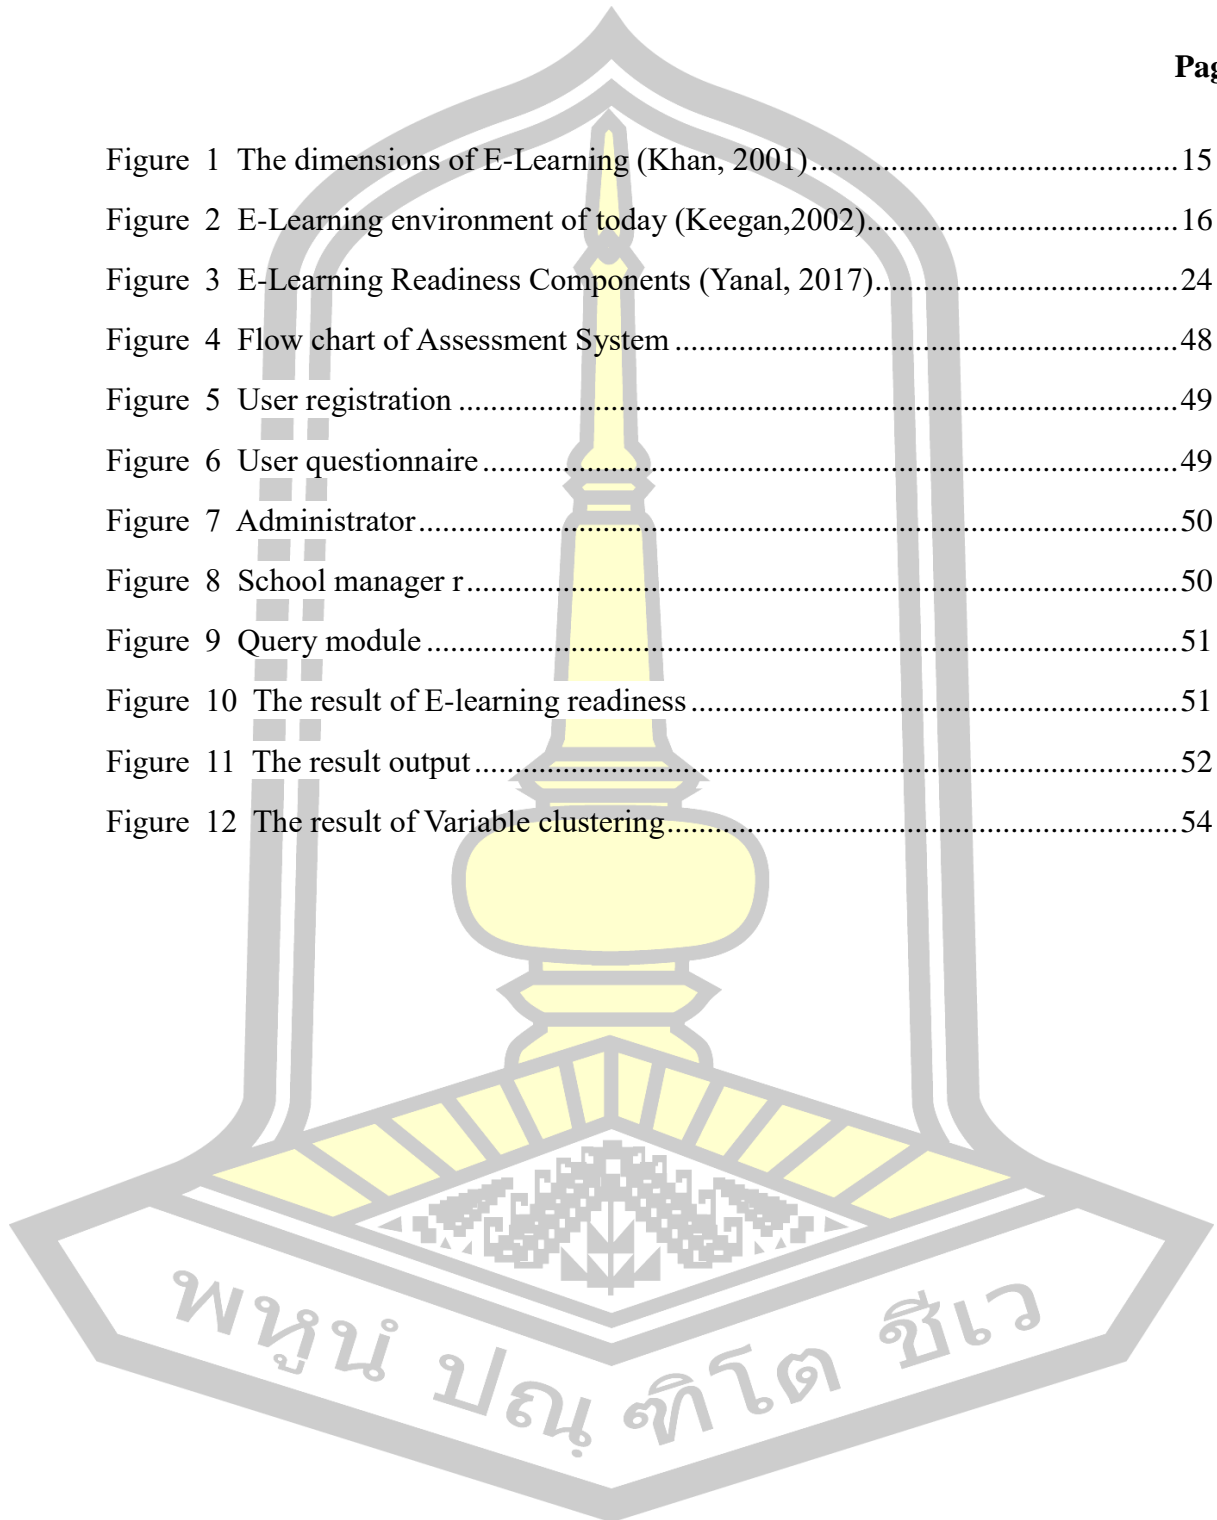 Pag
Figure 1 The dimensions of E-Learning (Khan, 2001)........................................15
Figure 2 E-Learning environment of today (Keegan,2002)........................................16
Figure 3 E-Learning Readiness Components (Yanal, 2017)........................................24
Figure 4 Flow chart of Assessment System........................................48
Figure 5 User registration........................................49
Figure 6 User questionnaire........................................49
Figure 7 Administrator........................................50
Figure 8 School manager r........................................50
Figure 9 Query module........................................51
Figure 10 The result of E-learning readiness........................................51
Figure 11 The result output........................................52
Figure 12 The result of Variable clustering........................................54
พหูนํ ปณฺฑิโต ชีเว